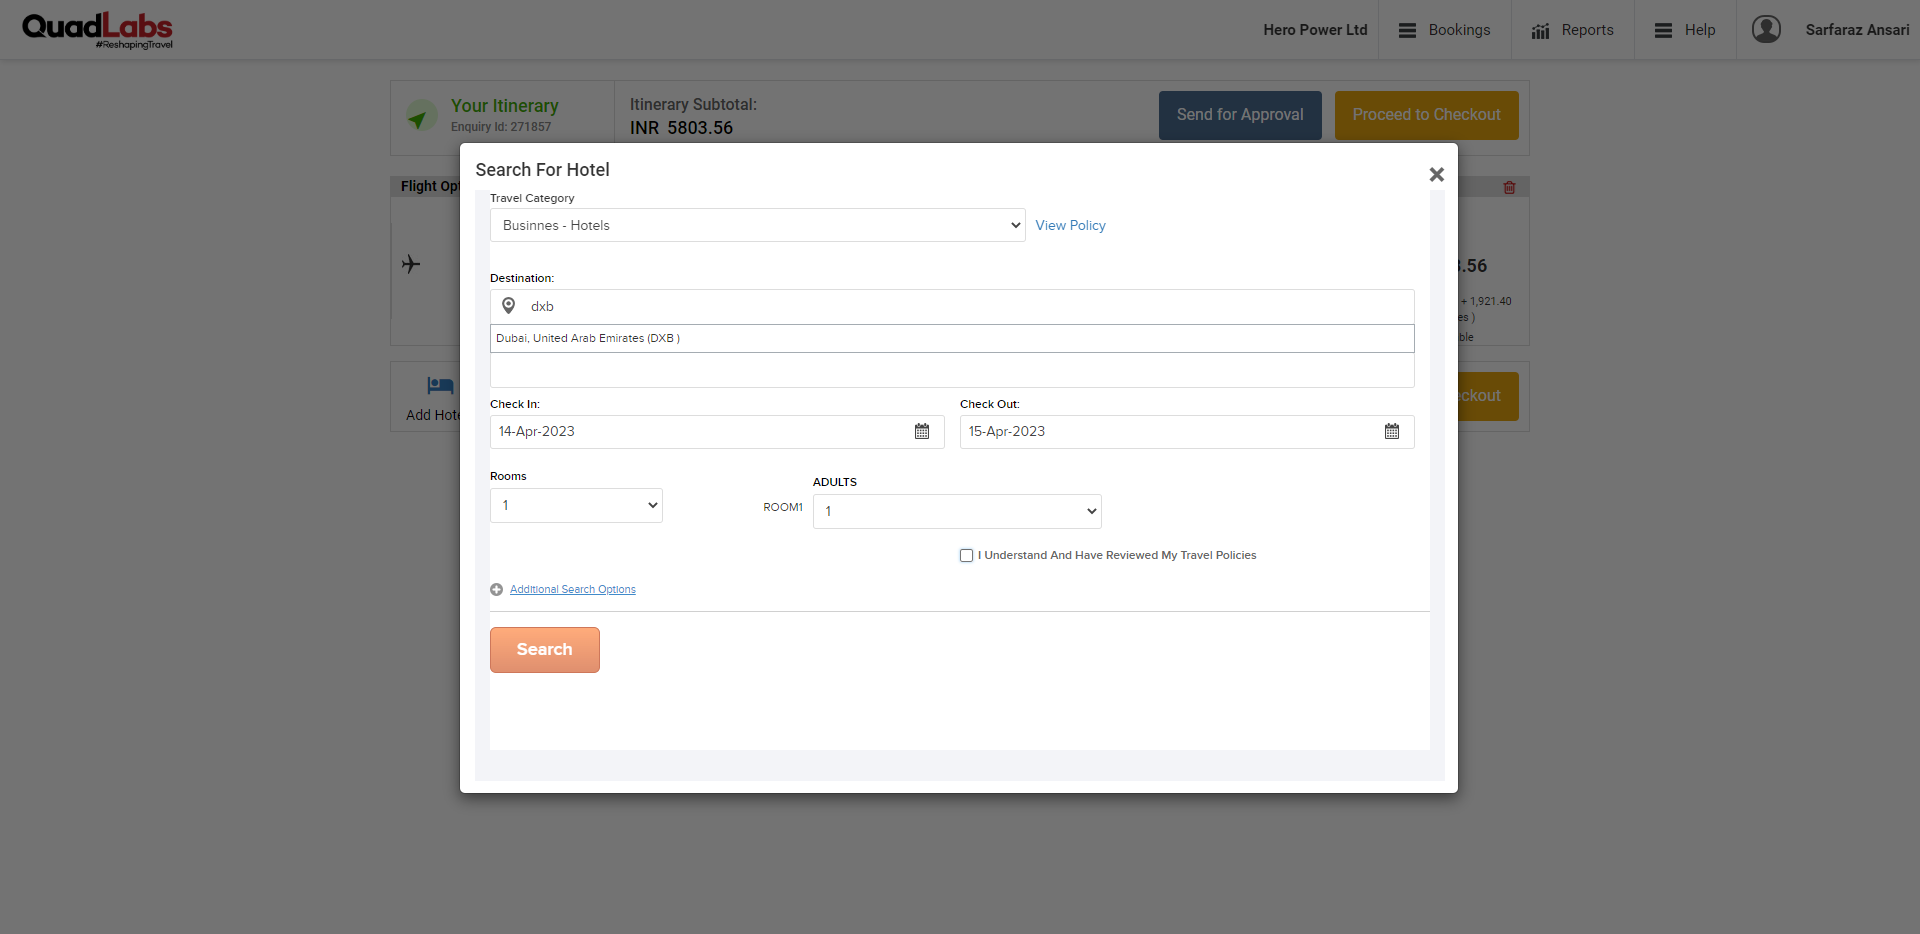 QuadLabs
#ReshapingTravel
Hero Power Ltd
Bookings
Reports
Help
Sarfaraz Ansari
Your Itinerary
Enquiry Id: 271857
Itinerary Subtotal:
INR 5803.56
Send for Approval
Proceed to Checkout
Flight Opt
Search For Hotel
Travel Category
Businnes - Hotels
View Policy
Destination:
dxb
Dubai, United Arab Emirates (DXB )
Check In:
Check Out:
14-Apr-2023
15-Apr-2023
Rooms
ADULTS
1
ROOM1
1
I Understand And Have Reviewed My Travel Policies
Additional Search Options
Search
.56
+ 1,921.40
es )
ble
Add Hote
eckout